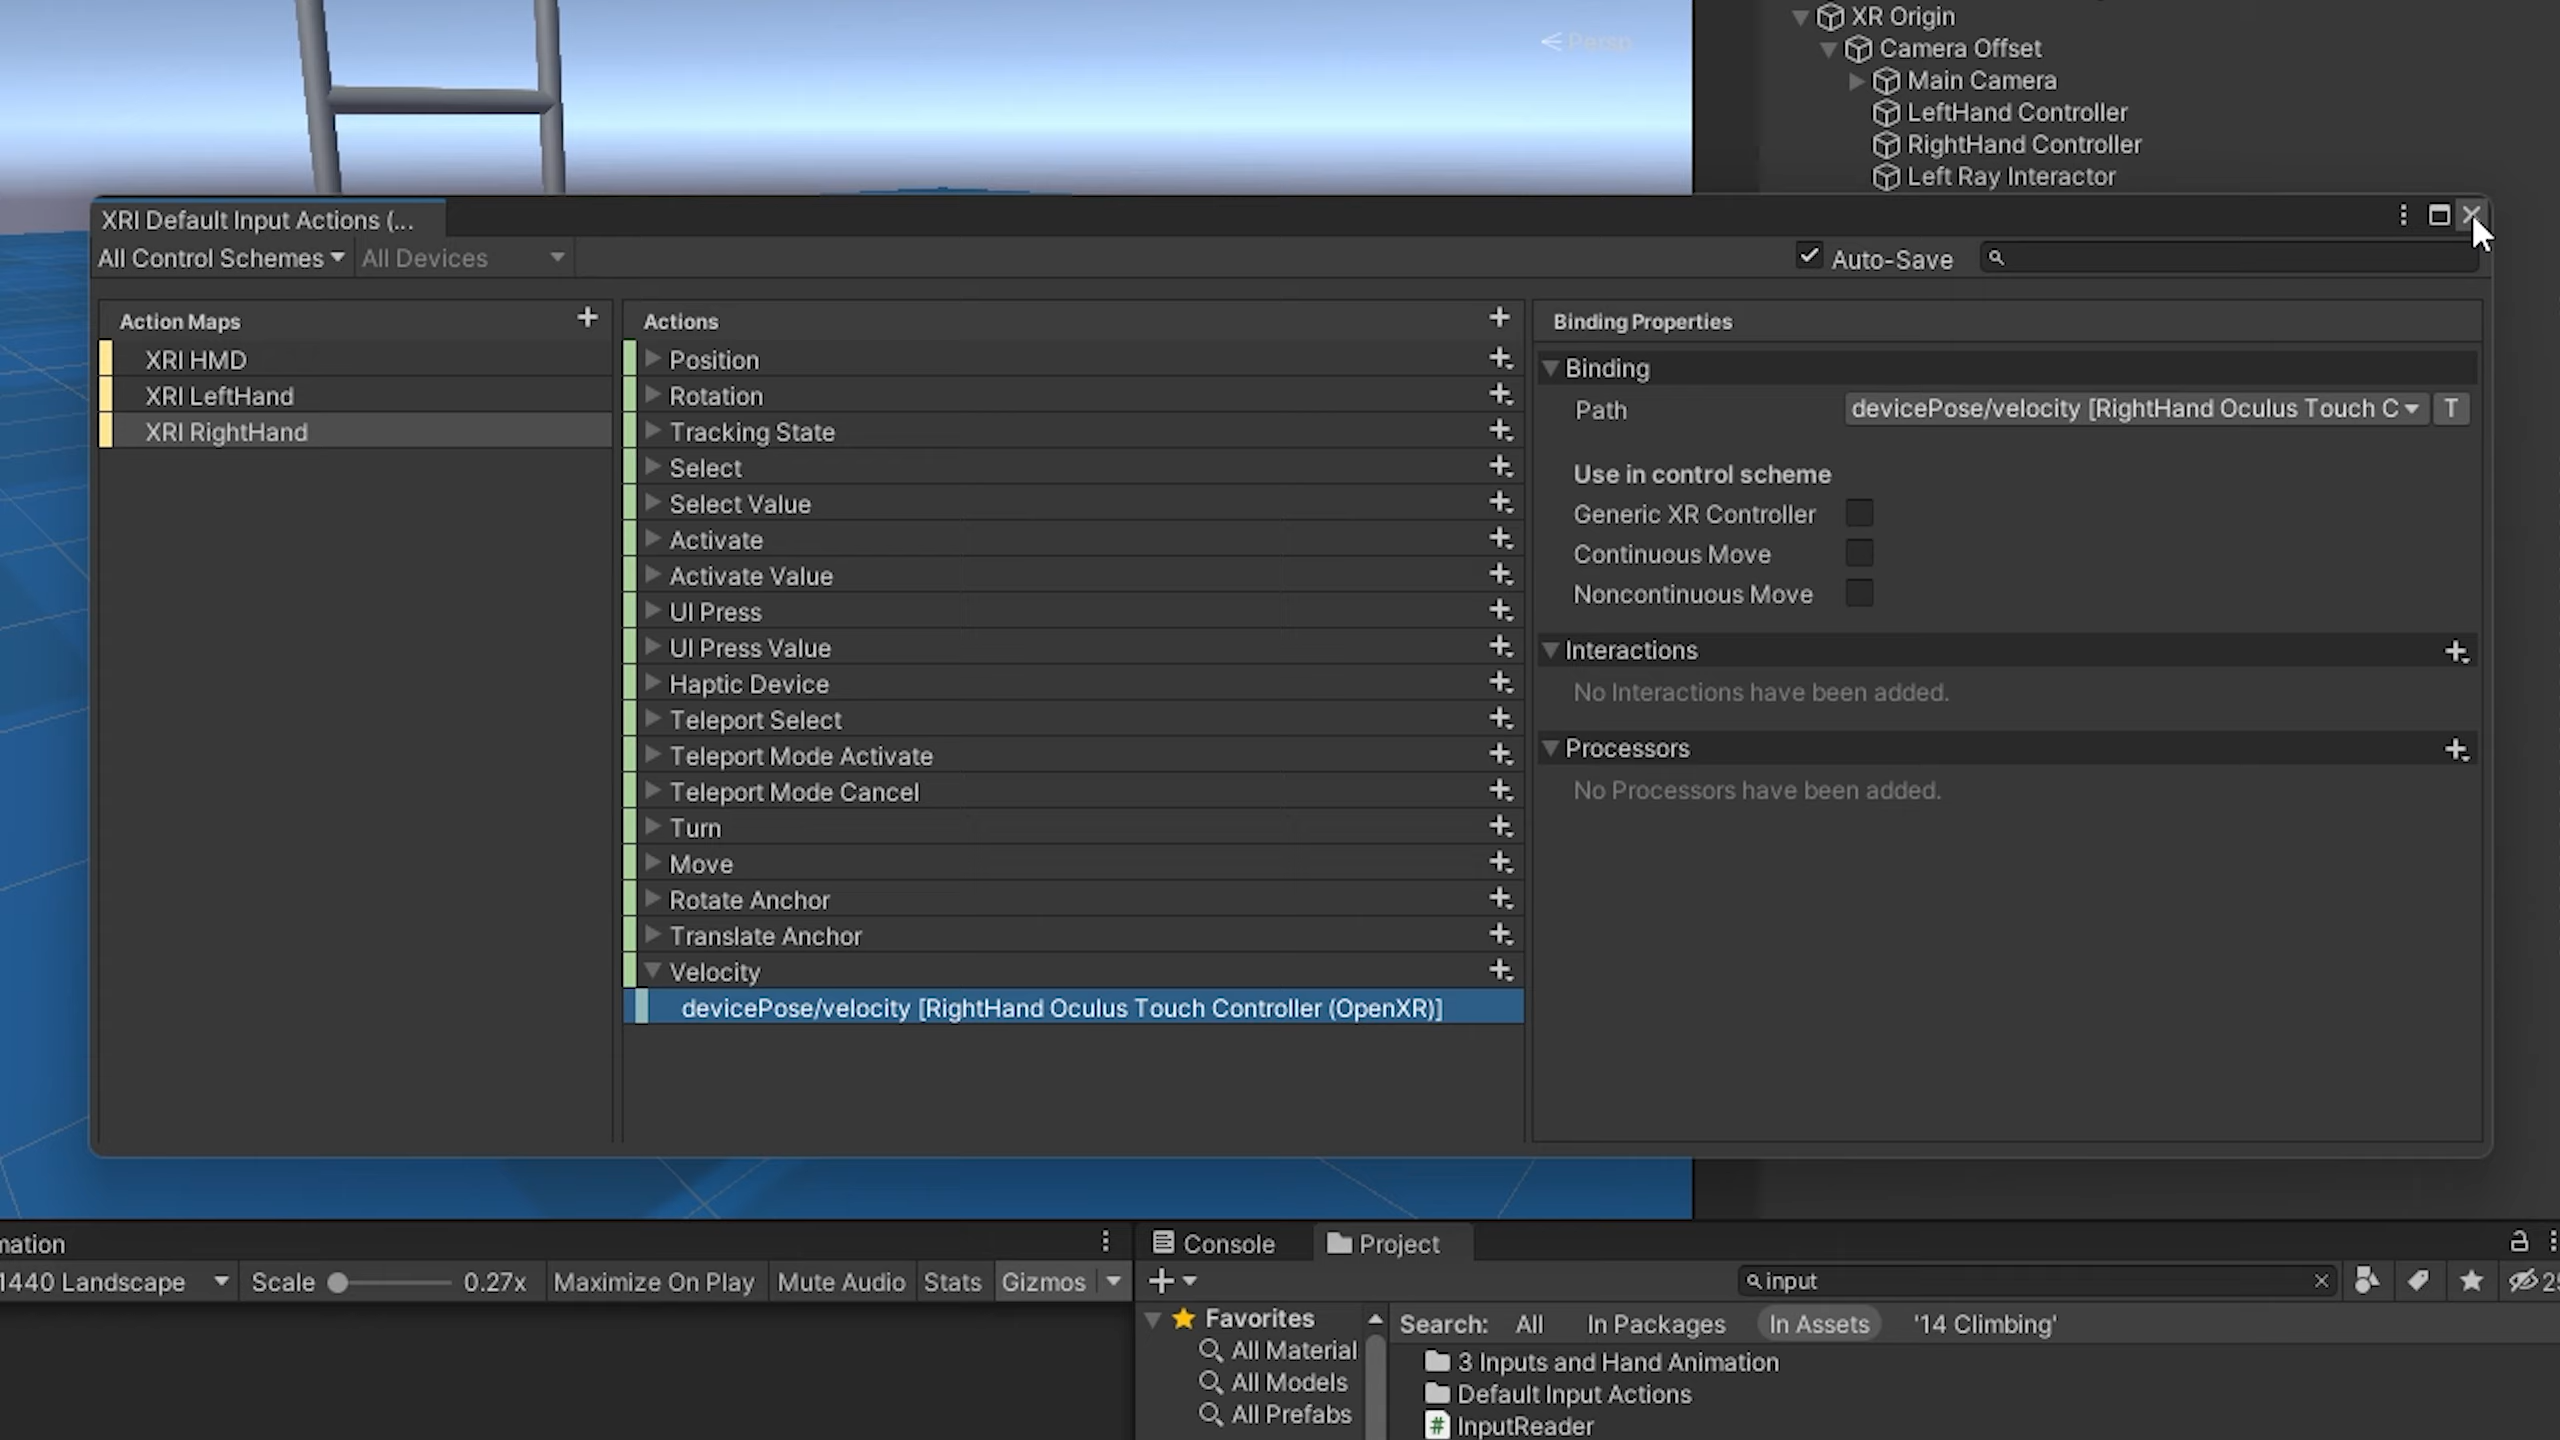 Persp
XR Origin
Camera Offset
Main Camera
LeftHand Controller
RightHand Controller
Left Ray Interactor
XRI Default Input Actions (...
All Control Schemes
All Devices
Auto-Save
Action Maps
XRI HMD
XRI LeftHand
XRI RightHand
Actions
Position
Rotation
Tracking State
Select
Select Value
Activate
Activate Value
UI Press
UI Press Value
Haptic Device
Teleport Select
Teleport Mode Activate
Teleport Mode Cancel
Turn
Move
Rotate Anchor
Translate Anchor
Velocity
devicePose/velocity [RightHand Oculus Touch Controller (OpenXR)]
Binding Properties
Binding
Path devicePose/velocity [RightHand Oculus Touch C T
Use in control scheme
Generic XR Controller
Continuous Move
Noncontinuous Move
Interactions
No Interactions have been added.
Processors
No Processors have been added.
mation
1440 Landscape Scale 0.27x Maximize On Play Mute Audio Stats Gizmos
Console Project
input
Favorites
All Material
All Models
All Prefabs
Search: All In Packages In Assets '14 Climbing'
3 Inputs and Hand Animation
Default Input Actions
InputReader